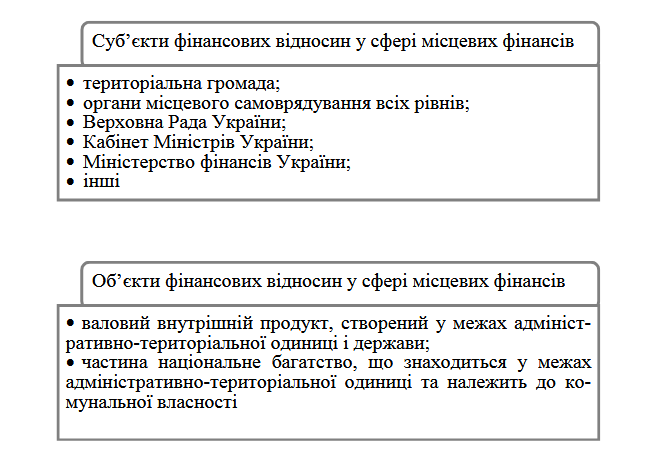 Суб’єкти фінансових відносин у сфері місцевих фінансів
• територіальна громада;
• органи місцевого самоврядування всіх рівнів;
• Верховна Рада України;
• Кабінет Міністрів України;
• Міністерство фінансів України;
• інші
Об’єкти фінансових відносин у сфері місцевих фінансів
• валовий внутрішній продукт, створений у межах адмініст-
ративно-територіальної одиниці і держави;
• частина національне багатство, що знаходиться у межах
адміністративно-територіальної одиниці та належить до ко-
мунальної власності